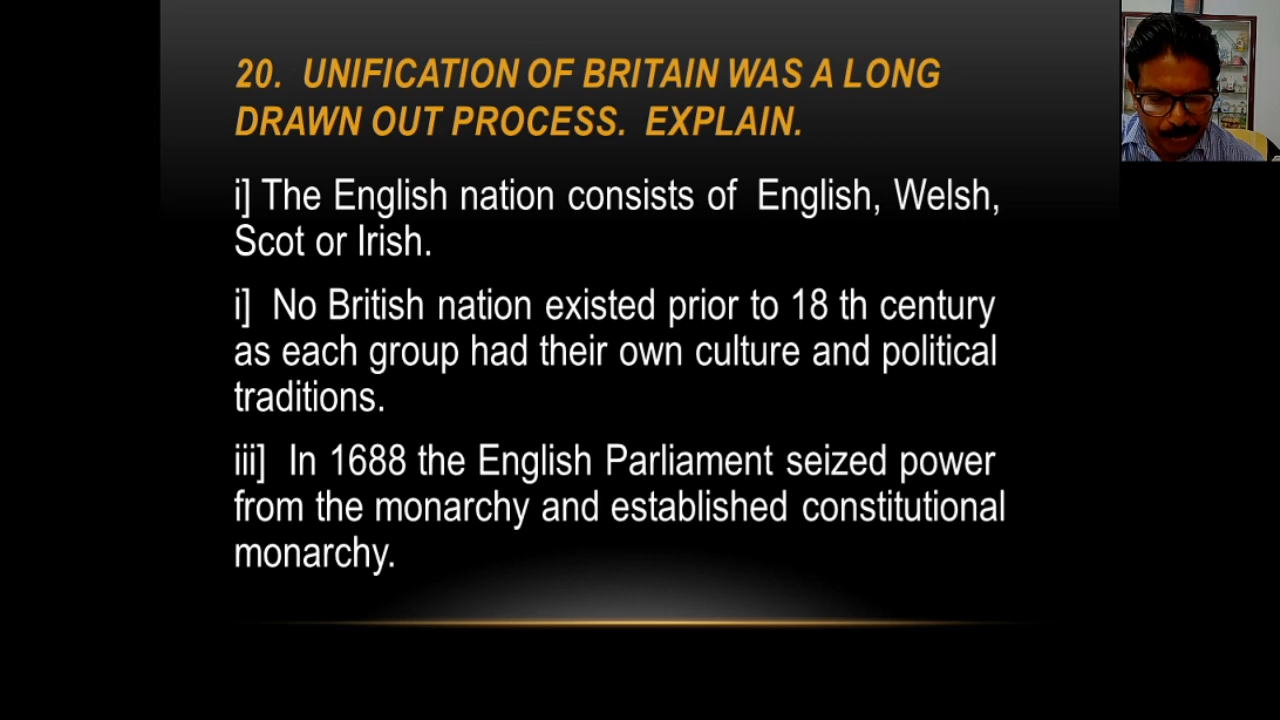 20. UNIFICATION OF BRITAIN WAS A LONG
DRAWN OUT PROCESS. EXPLAIN.
i] The English nation consists of English, Welsh,
Scot or Irish.
i] No British nation existed prior to 18 th century
as each group had their own culture and political
traditions.
iii] In 1688 the English Parliament seized power
from the monarchy and established constitutional
monarchy.